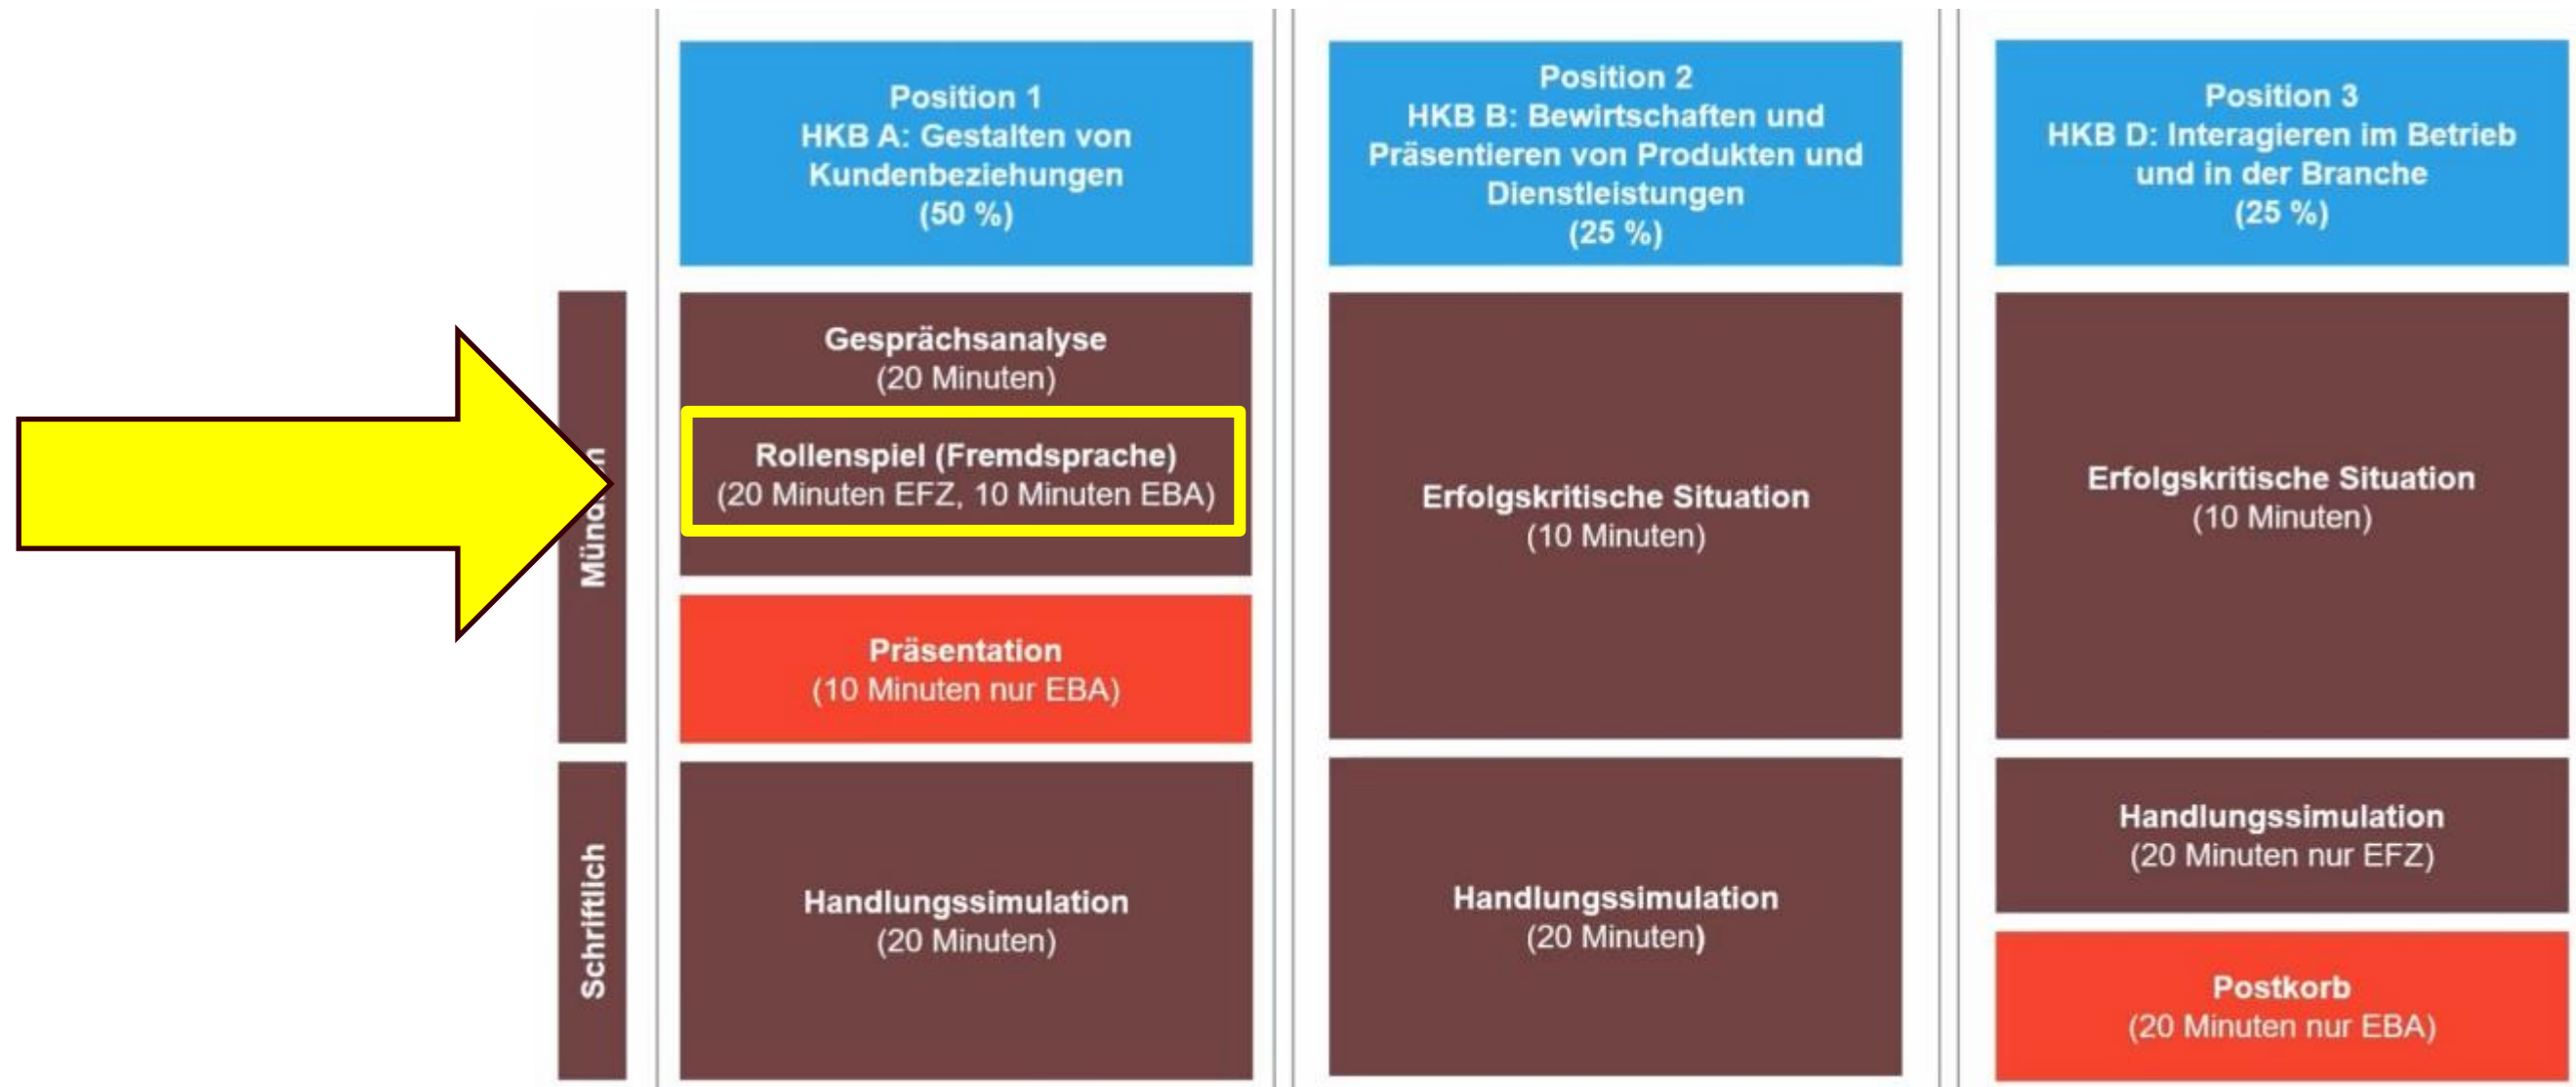 Position 1
HKB A: Gestalten von
Kundenbeziehungen
(50 %)
Position 2
HKB B: Bewirtschaften und
Präsentieren von Produkten und
Dienstleistungen
(25 %)
Position 3
HKB D: Interagieren im Betrieb
und in der Branche
(25 %)
Gesprächsanalyse
(20 Minuten)
Rollenspiel (Fremdsprache)
(20 Minuten EFZ, 10 Minuten EBA)
Präsentation
(10 Minuten nur EBA)
Erfolgskritische Situation
(10 Minuten)
Erfolgskritische Situation
(10 Minuten)
Schriftlich
Handlungssimulation
(20 Minuten)
Handlungssimulation
(20 Minuten)
Handlungssimulation
(20 Minuten nur EFZ)
Postkorb
(20 Minuten nur EBA)